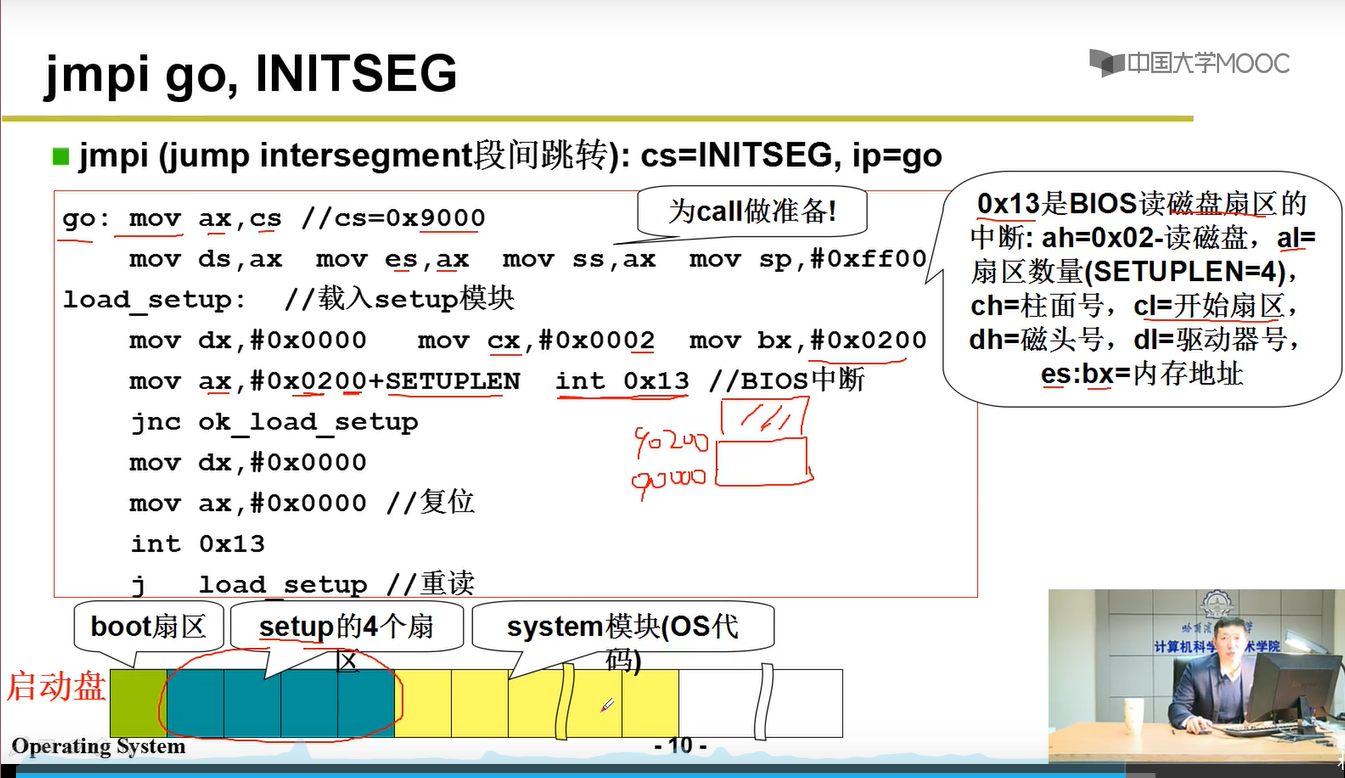 jmpi go, INITSEG
中国大学MOOC
jmpi (jump intersegment段间跳转): cs=INITSEG, ip=go
go: mov ax,cs //cs=0x9000
为call做准备!
mov ds,ax mov es,ax mov ss,ax mov sp,#0xff00
load_setup: //载入setup模块
mov dx,#0x0000 mov cx,#0x0002 mov bx,#0x0200
mov ax,#0x0200+SETUPLEN int 0x13 //BIOS中断
jnc ok_load_setup
mov dx,#0x0000
mov ax,#0x0000 //复位
int 0x13
j load_setup //重读
90200
90000
0x13是BIOS读磁盘扇区的
中断: ah=0x02-读磁盘，al=
扇区数量(SETUPLEN=4)，
ch=柱面号，cl=开始扇区，
dh=磁头号，dl=驱动器号，
es:bx=内存地址
boot扇区
setup的4个扇
区
system模块(OS代
码)
启动盘
计算机科学
术学院
Operating System
- 10 -